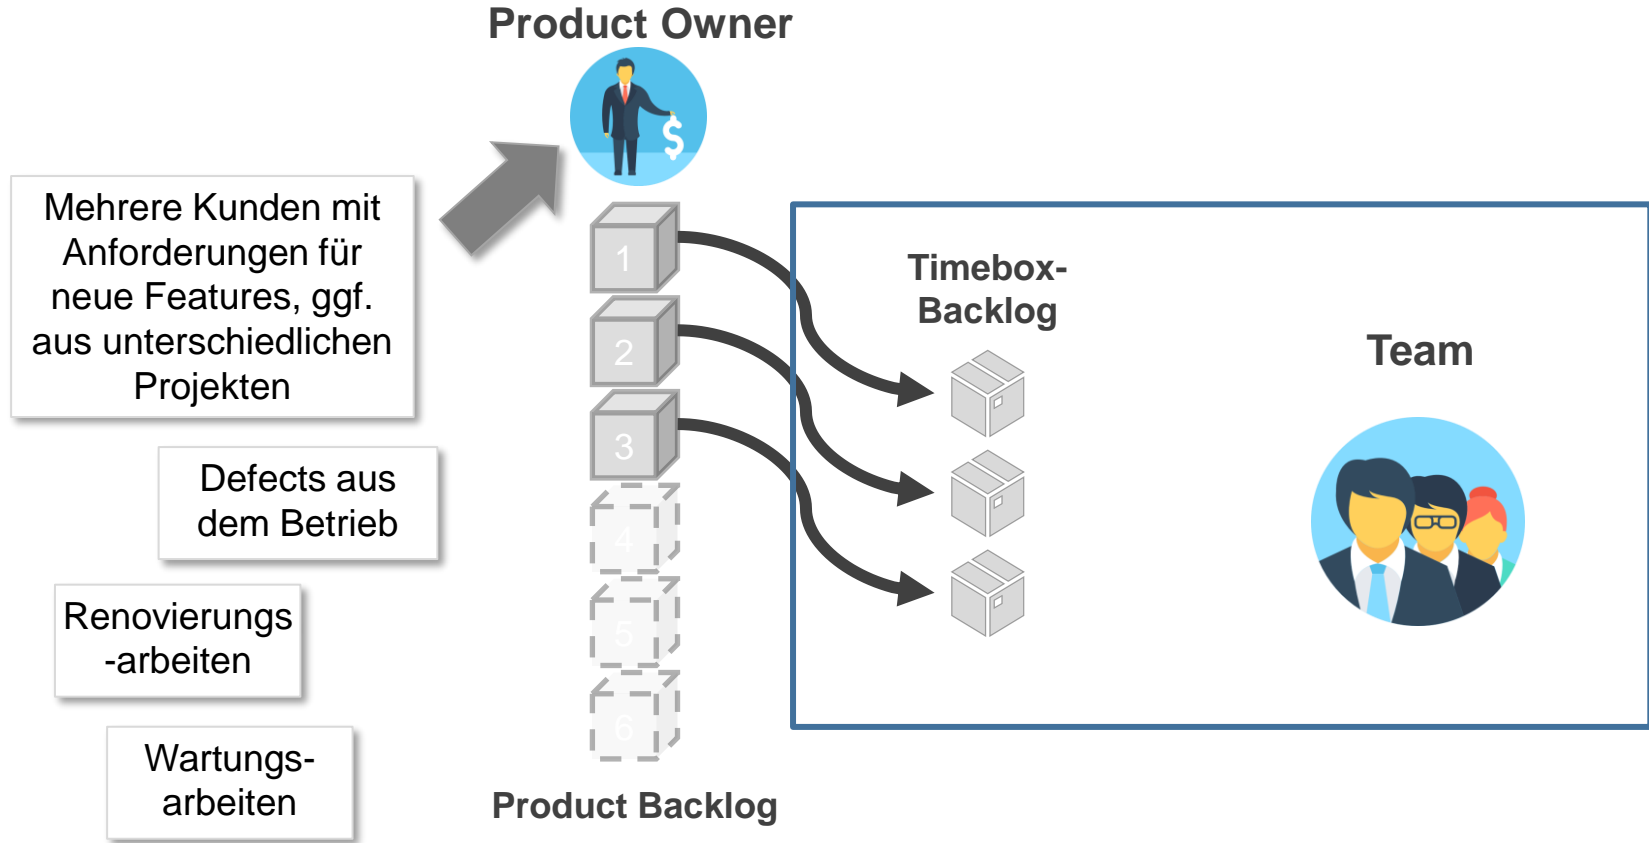 Product Owner
$
Mehrere Kunden mit
Anforderungen für
neue Features, ggf.
aus unterschiedlichen
Projekten
Defects aus
dem Betrieb
Renovierungs
-arbeiten
Wartungs-
arbeiten
1
2
3
4
5
6
Product Backlog
Timebox-
Backlog
Team